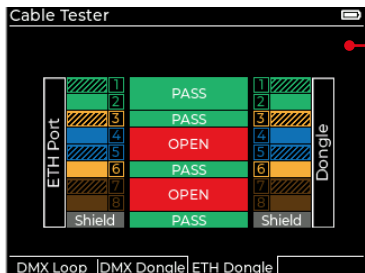 Cable Tester
ETH Port
1 PASS 1
2 2
3 PASS 3
4 OPEN 4
5 5
6 PASS 6
7 OPEN 7
8 8
Shield PASS Shield
Dongle
DMX Loop DMX Dongle ETH Dongle